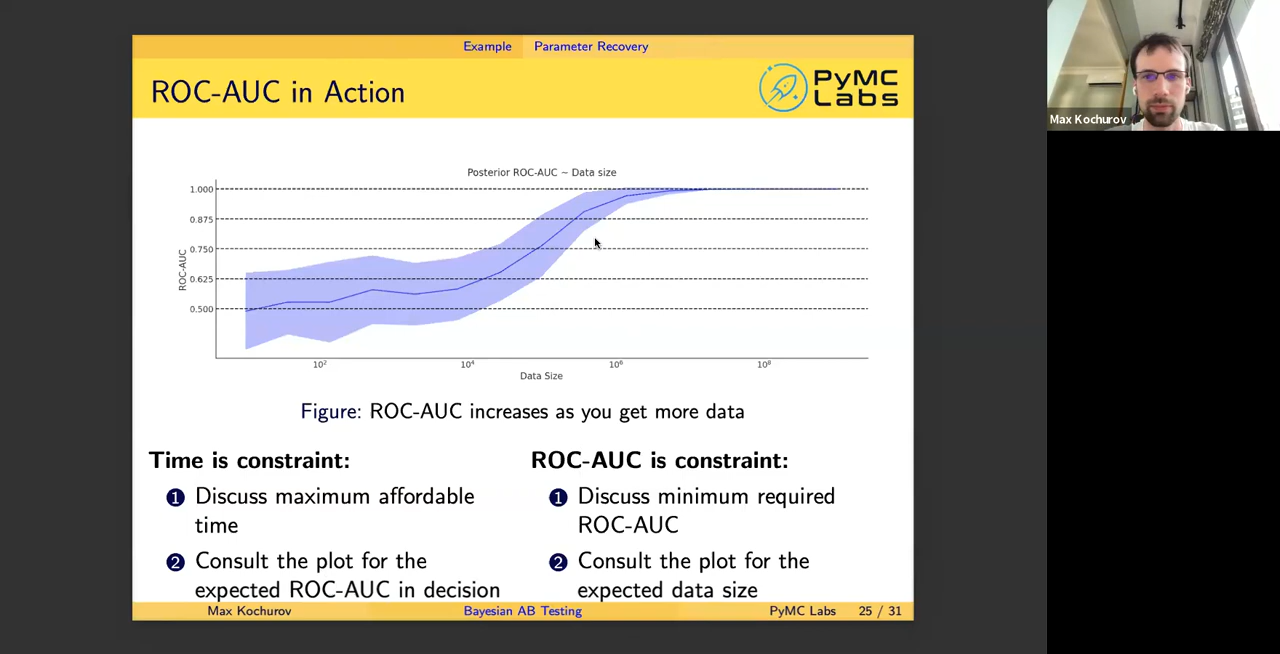 Example Parameter Recovery
ROC-AUC in Action
PyMC
Labs
Max Kochurov
Posterior ROC-AUC ~ Data size
1.000
0.875
0.750
0.625
0.500
ROC-AUC
10² 10⁴ 10⁶ 10⁸
Data Size
Figure: ROC-AUC increases as you get more data
Time is constraint:
1 Discuss maximum affordable
time
2 Consult the plot for the
expected ROC-AUC in decision
ROC-AUC is constraint:
1 Discuss minimum required
ROC-AUC
2 Consult the plot for the
expected data size
Max Kochurov Bayesian AB Testing PyMC Labs 25 / 31